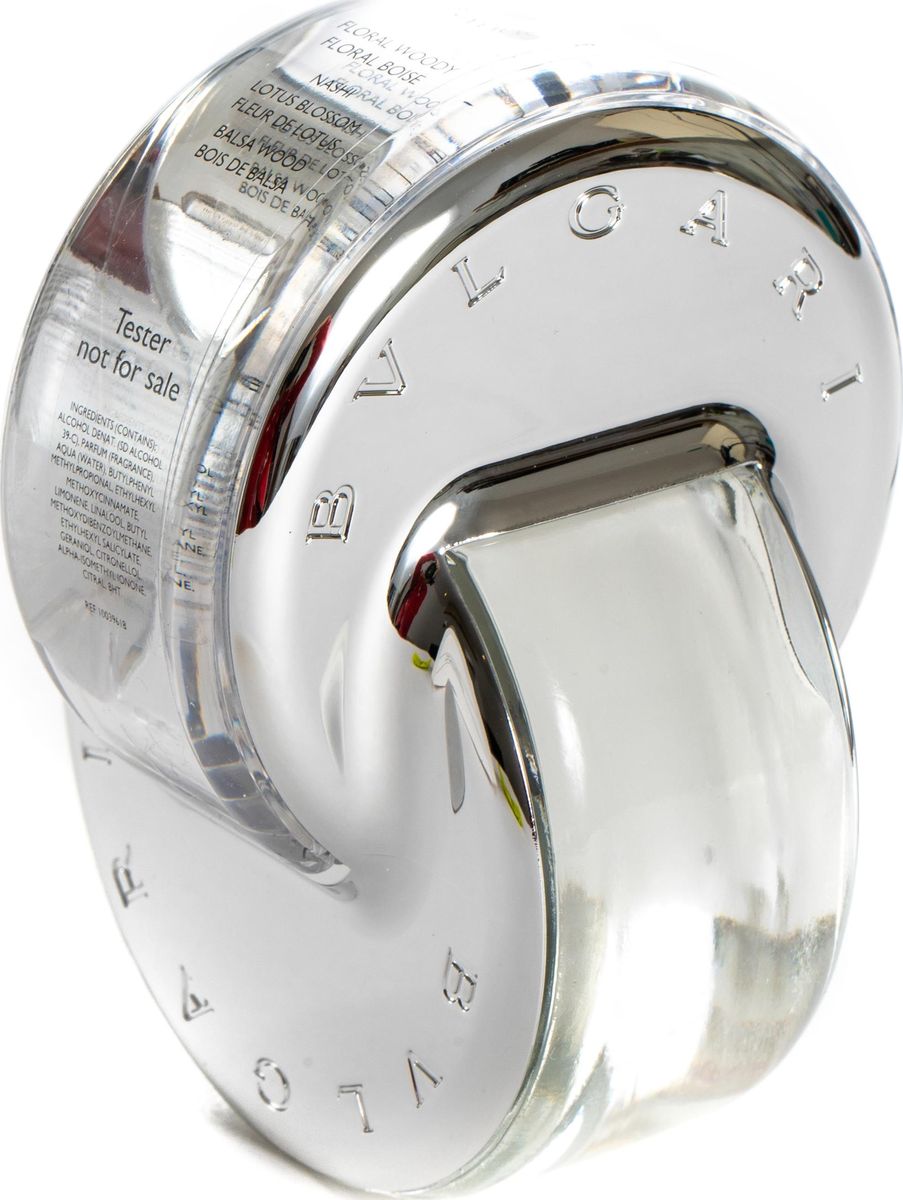 FLORAL WOODY
FLORAL BOISE
NASHI
LOTUS BLOSSOM
FLEUR DE LOTUS
BALSA WOOD
BOIS DE BALSA
Tester
not for sale
INGREDIENTS (CONTAINS):
ALCOHOL DENAT. (SD ALCOHOL
39-C), PARFUM (FRAGRANCE),
AQUA (WATER), BUTYLPHENYL
METHYLPROPIONAL, ETHYLHEXYL
METHOXYCINNAMATE,
LIMONENE, LINALOOL, BUTYL
METHOXYDIBENZOYLMETHANE,
ETHYLHEXYL SALICYLATE,
GERANIOL, CITRONELLOL,
ALPHA-ISOMETHYL IONONE,
CITRAL, BHT.
REF 10039618
BVLGARI
BVLGARI